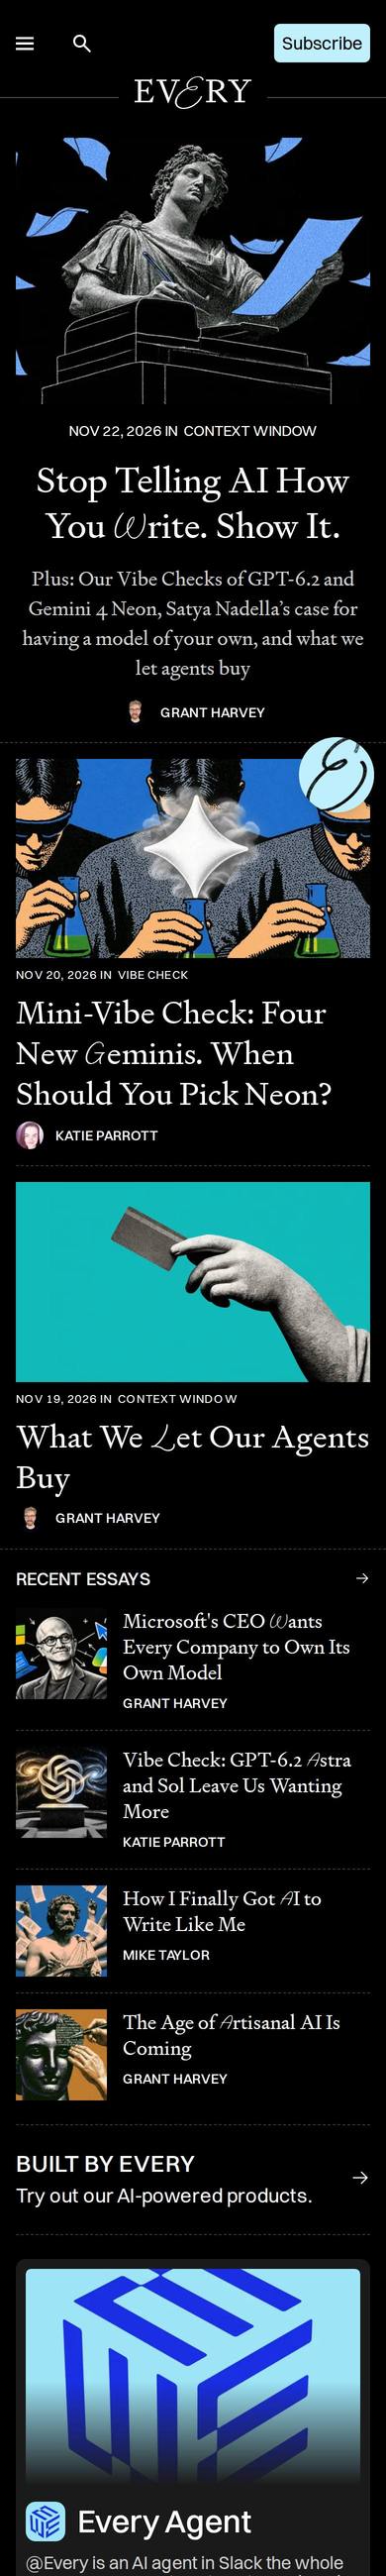 Subscribe
EVERY
NOV 22, 2026 IN CONTEXT WINDOW
Stop Telling AI How
You Write. Show It.
Plus: Our Vibe Checks of GPT-6.2 and
Gemini 4 Neon, Satya Nadella’s case for
having a model of your own, and what we
let agents buy
GRANT HARVEY
E
NOV 20, 2026 IN VIBE CHECK
Mini-Vibe Check: Four
New Geminis. When
Should You Pick Neon?
KATIE PARROTT
NOV 19, 2026 IN CONTEXT WINDOW
What We Let Our Agents
Buy
GRANT HARVEY
RECENT ESSAYS
Microsoft's CEO Wants
Every Company to Own Its
Own Model
GRANT HARVEY
Vibe Check: GPT-6.2 Astra
and Sol Leave Us Wanting
More
KATIE PARROTT
How I Finally Got AI to
Write Like Me
MIKE TAYLOR
The Age of Artisanal AI Is
Coming
GRANT HARVEY
BUILT BY EVERY
Try out our AI-powered products.
Every Agent
@Every is an AI agent in Slack the whole